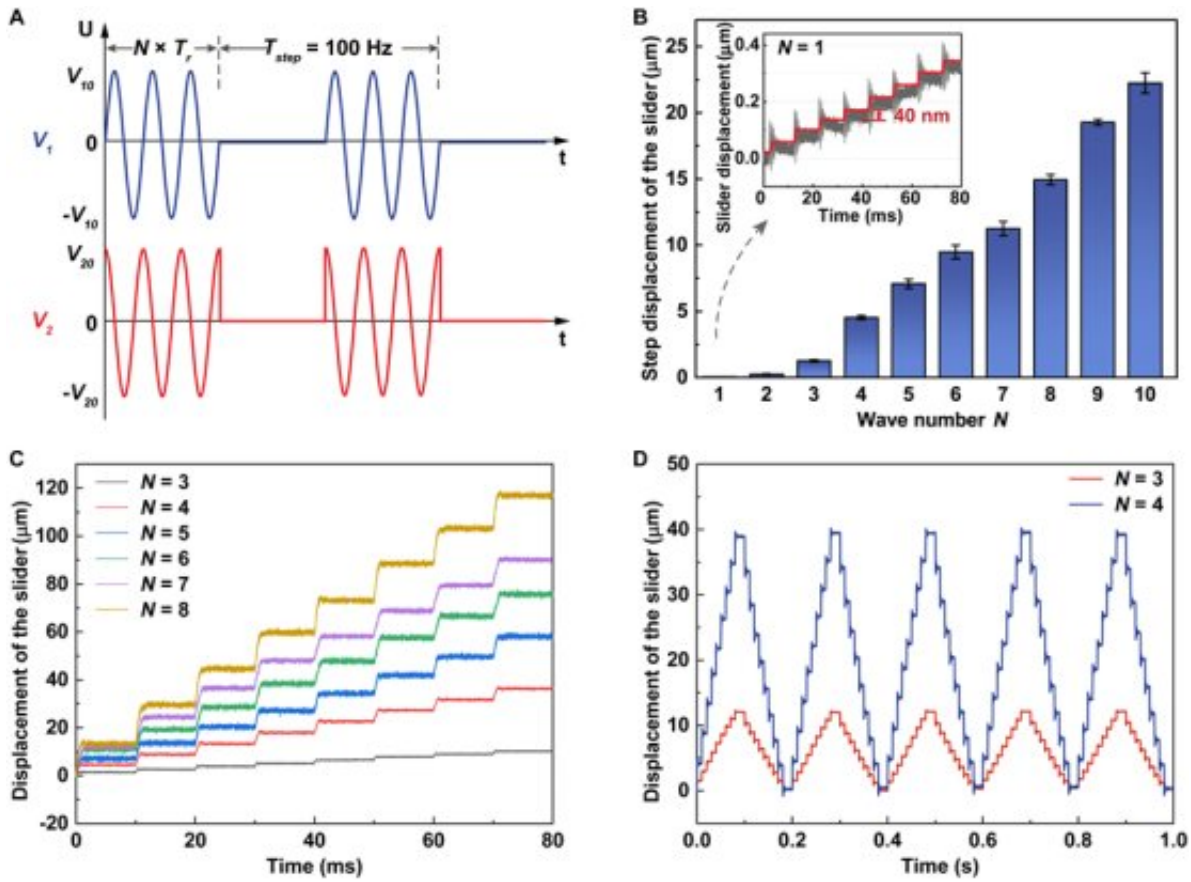 A
U
N × Tr
Tstep = 100 Hz
V10
0
V1
-V10
t
V20
0
V2
-V20
t
B
Step displacement of the slider (μm)
25
20
15
10
5
0
1 2 3 4 5 6 7 8 9 10
Wave number N
N = 1
Slider displacement (μm)
0.4
0.2
0.0
40 nm
0 20 40 60 80
Time (ms)
C
Displacement of the slider (μm)
120
100
80
60
40
20
0
-20
N = 3
N = 4
N = 5
N = 6
N = 7
N = 8
0 20 40 60 80
Time (ms)
D
Displacement of the slider (μm)
50
40
30
20
10
0
N = 3
N = 4
0.0 0.2 0.4 0.6 0.8 1.0
Time (s)